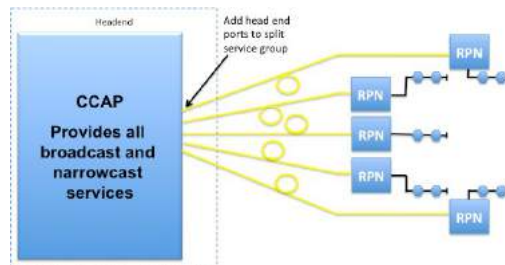 Headend
Add head end
ports to split
service group
CCAP
Provides all
broadcast and
narrowcast
services
RPN
RPN
RPN
RPN
RPN